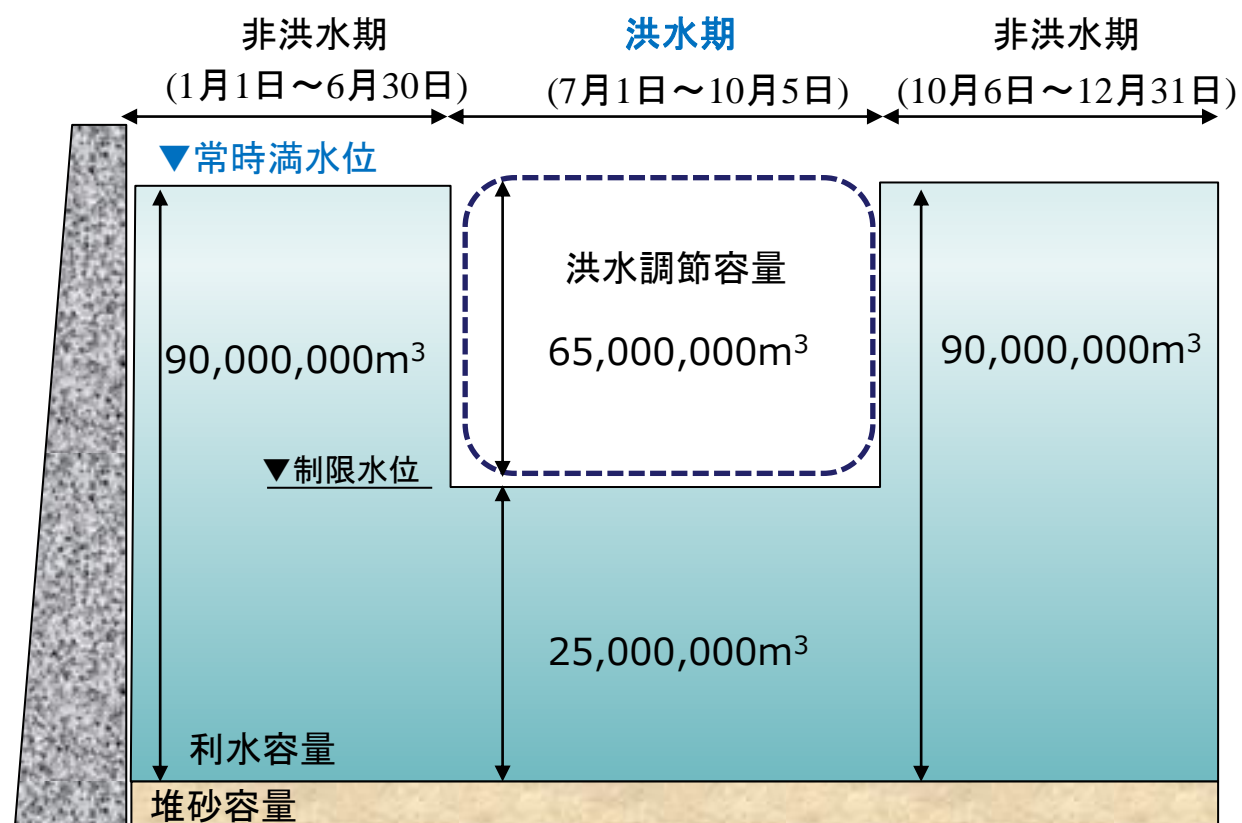 非洪水期
(1月1日～6月30日)
洪水期
(7月1日～10月5日)
非洪水期
(10月6日～12月31日)
▼常時満水位
洪水調節容量
90,000,000m³
65,000,000m³
90,000,000m³
▼制限水位
25,000,000m³
利水容量
堆砂容量